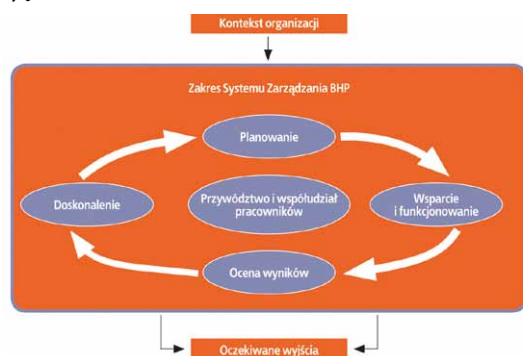 Kontekst organizacji
Zakres Systemu Zarządzania BHP
Planowanie
Doskonalenie
Przywództwo i współudział
pracowników
Wsparcie
i funkcjonowanie
Ocena wyników
Oczekiwane wyjścia